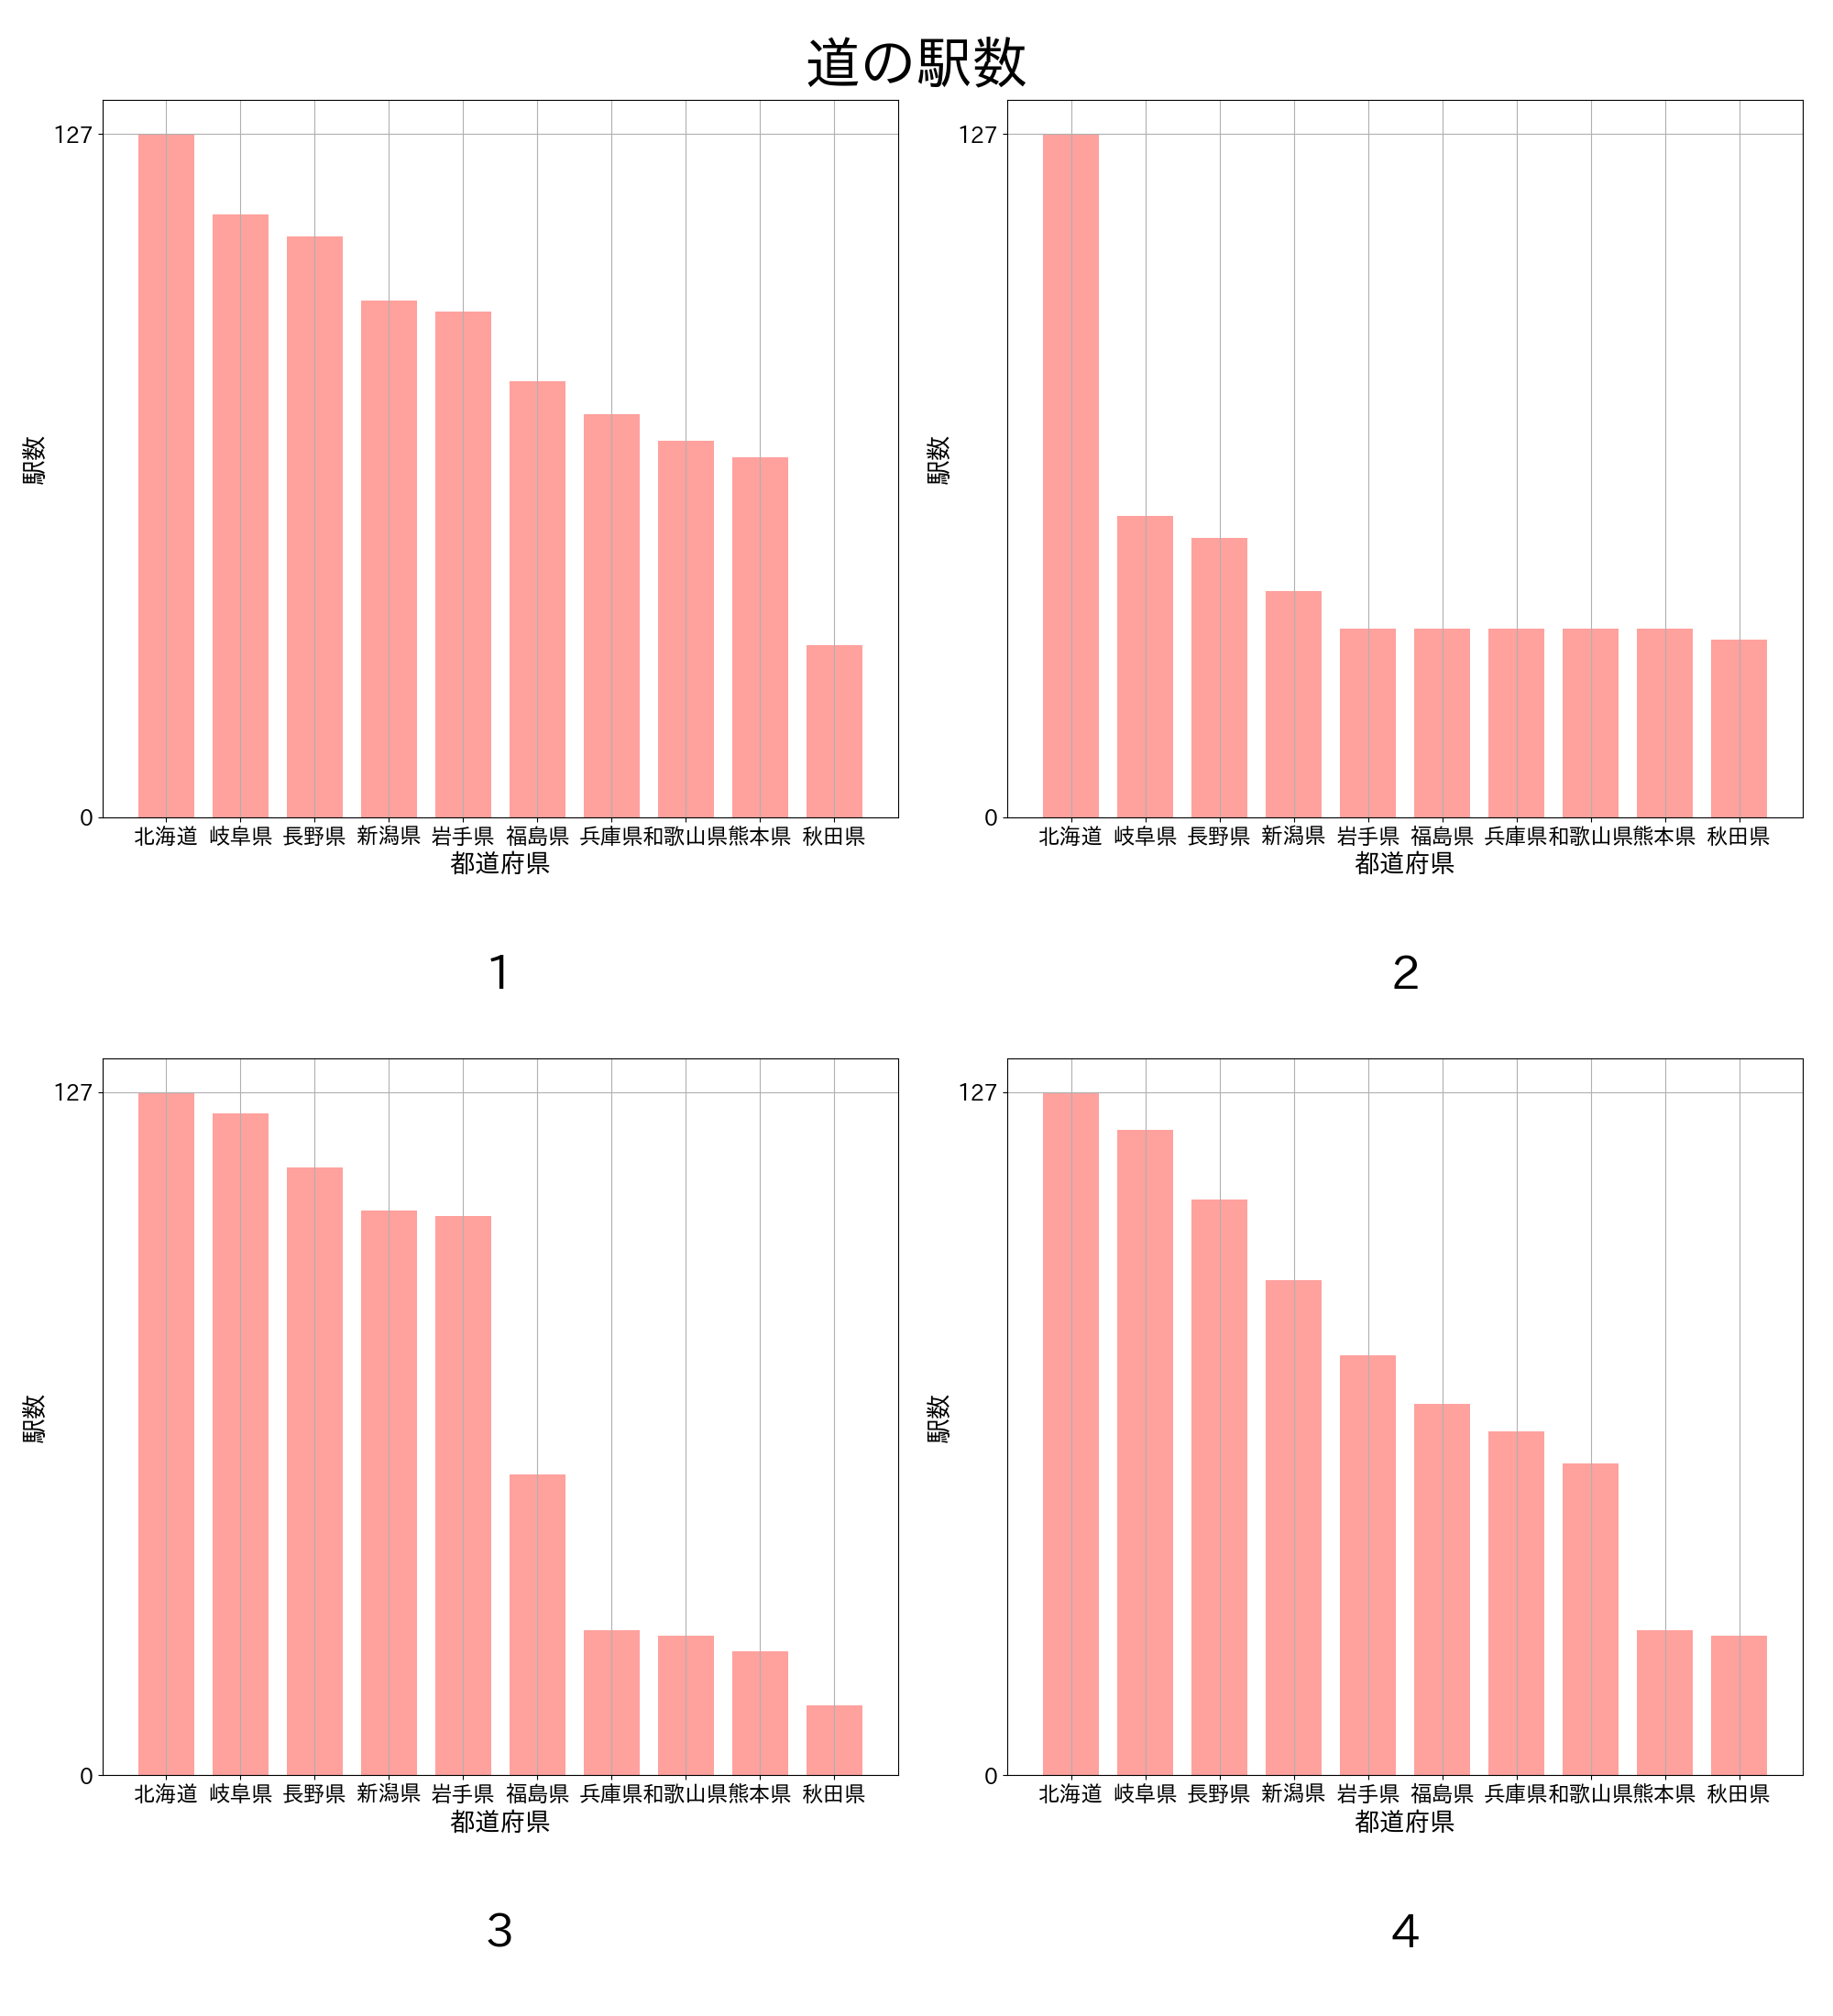 道の駅数
127
0
駅数
北海道 岐阜県 長野県 新潟県 岩手県 福島県 兵庫県 和歌山県 熊本県 秋田県
都道府県
1
127
0
駅数
北海道 岐阜県 長野県 新潟県 岩手県 福島県 兵庫県 和歌山県 熊本県 秋田県
都道府県
2
127
0
駅数
北海道 岐阜県 長野県 新潟県 岩手県 福島県 兵庫県 和歌山県 熊本県 秋田県
都道府県
3
127
0
駅数
北海道 岐阜県 長野県 新潟県 岩手県 福島県 兵庫県 和歌山県 熊本県 秋田県
都道府県
4